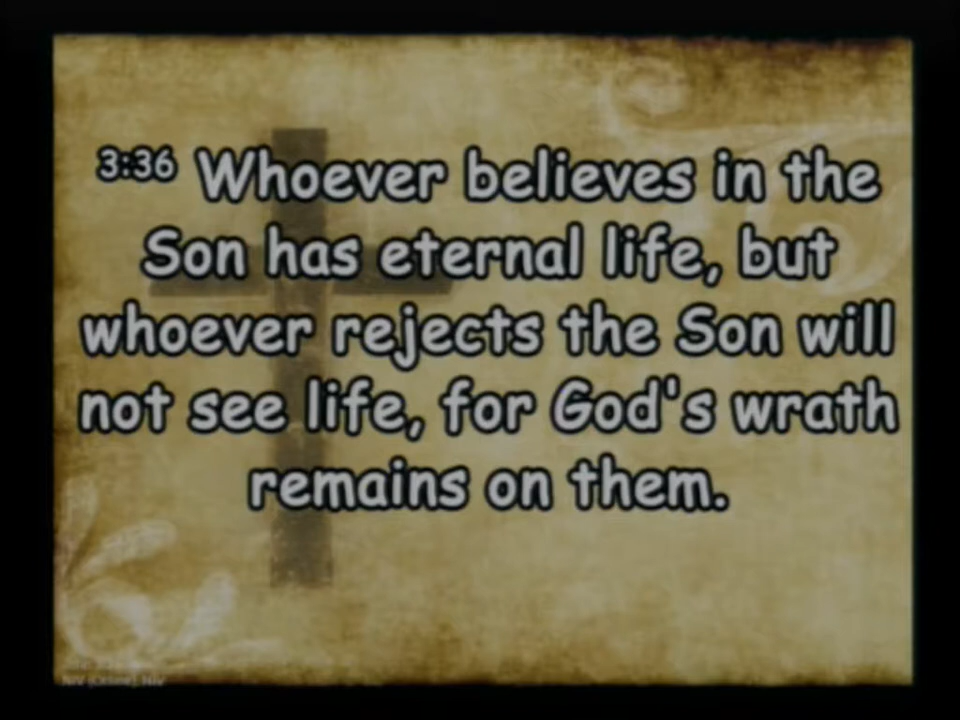 3:36 Whoever believes in the
Son has eternal life, but
whoever rejects the Son will
not see life, for God's wrath
remains on them.